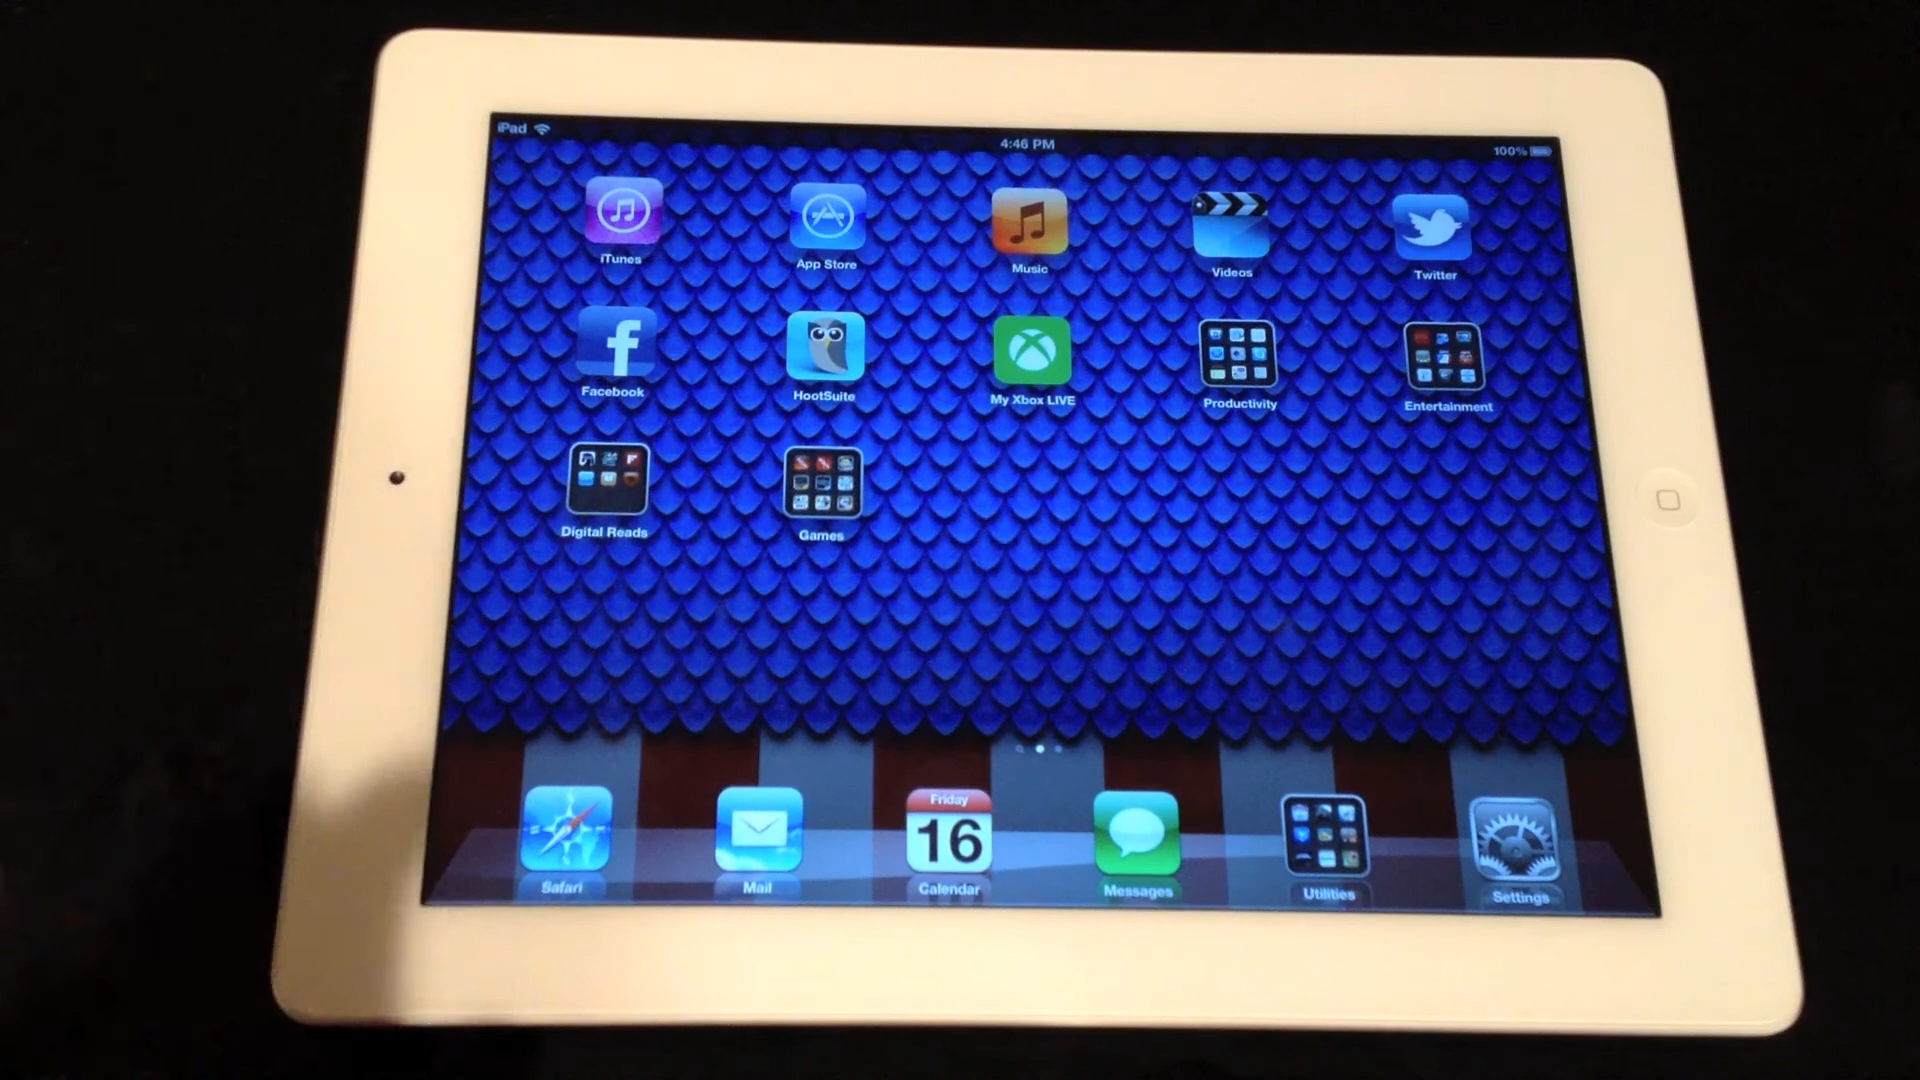 iPad
4:46 PM
100%
iTunes
App Store
Music
Videos
Twitter
f
Facebook
HootSuite
My Xbox LIVE
Productivity
Entertainment
Digital Reads
Games
Friday
16
Safari
Mail
Calendar
Messages
Utilities
Settings